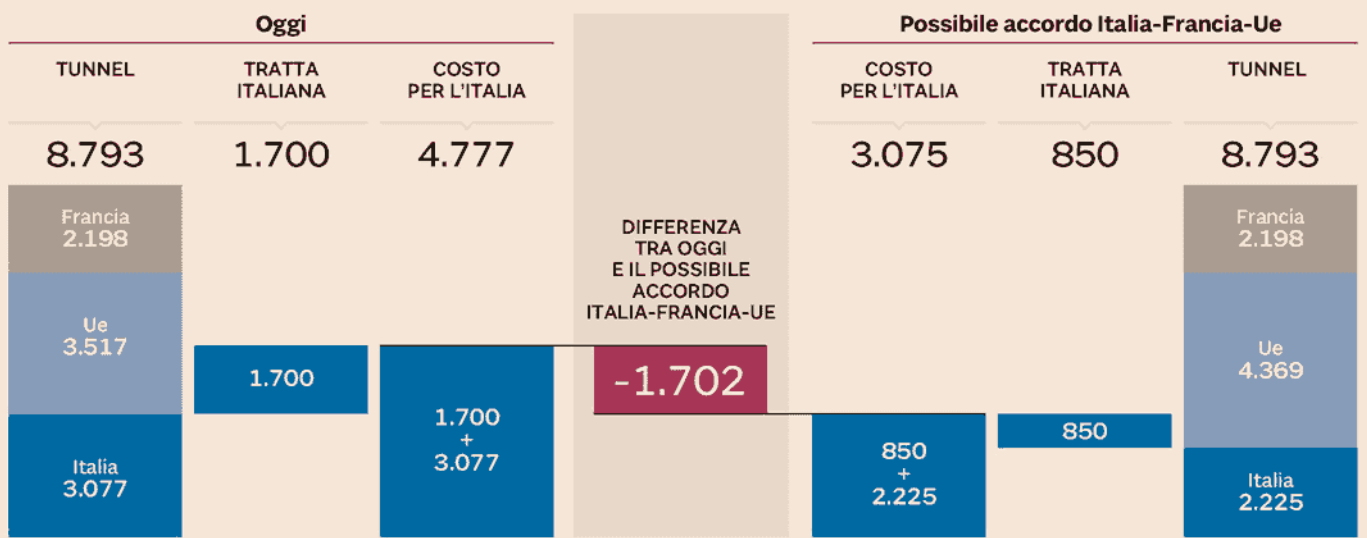 Oggi
TUNNEL
TRATTA
ITALIANA
COSTO
PER L'ITALIA
8.793
1.700
4.777
Francia
2.198
Ue
3.517
Italia
3.077
1.700
1.700
+
3.077
DIFFERENZA
TRA OGGI
E IL POSSIBILE
ACCORDO
ITALIA-FRANCIA-UE
-1.702
Possibile accordo Italia-Francia-Ue
COSTO
PER L'ITALIA
TRATTA
ITALIANA
TUNNEL
3.075
850
8.793
850
+
2.225
850
Francia
2.198
Ue
4.369
Italia
2.225